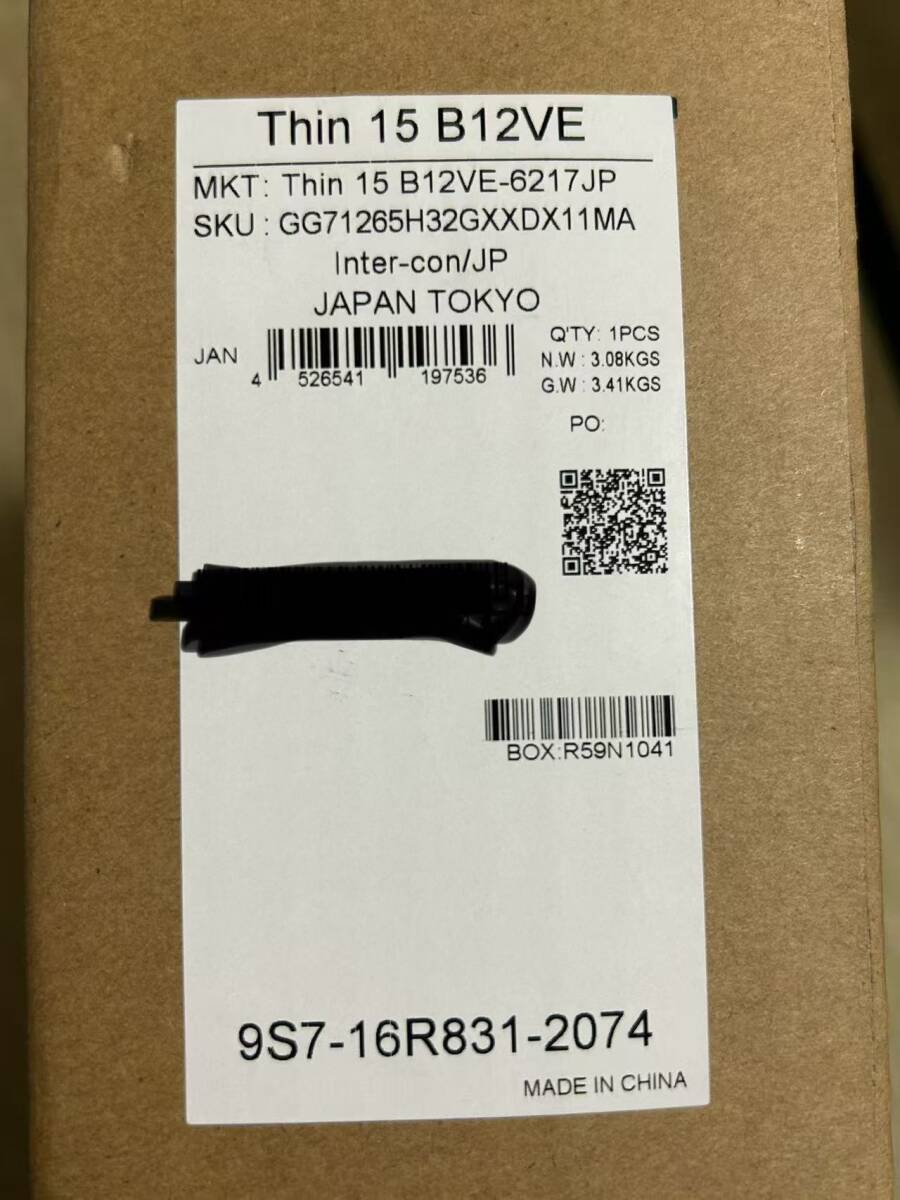 Thin 15 B12VE
MKT: Thin 15 B12VE-6217JP
SKU : GG71265H32GXXDX11MA
Inter-con/JP
JAPAN TOKYO
JAN
4 526541 197536
Q'TY: 1PCS
N.W : 3.08KGS
G.W : 3.41KGS
PO:
BOX:R59N1041
9S7-16R831-2074
MADE IN CHINA